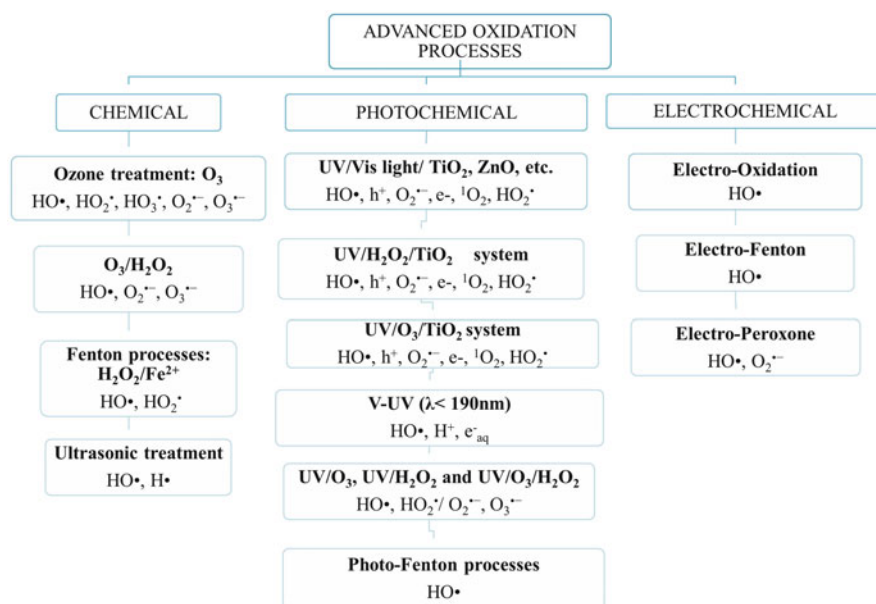 ADVANCED OXIDATION
PROCESSES
CHEMICAL
Ozone treatment: O₃
HO•, HO₂•, HO₃•, O₂•⁻, O₃•⁻
O₃/H₂O₂
HO•, O₂•⁻, O₃•⁻
Fenton processes:
H₂O₂/Fe²⁺
HO•, HO₂•
Ultrasonic treatment
HO•, H•
PHOTOCHEMICAL
UV/Vis light/ TiO₂, ZnO, etc.
HO•, h⁺, O₂•⁻, e-, ¹O₂, HO₂•
UV/H₂O₂/TiO₂ system
HO•, h⁺, O₂•⁻, e-, ¹O₂, HO₂•
UV/O₃/TiO₂ system
HO•, h⁺, O₂•⁻, e-, ¹O₂, HO₂•
V-UV (λ< 190nm)
HO•, H⁺, e⁻aq
UV/O₃, UV/H₂O₂ and UV/O₃/H₂O₂
HO•, HO₂•/ O₂•⁻, O₃•⁻
Photo-Fenton processes
HO•
ELECTROCHEMICAL
Electro-Oxidation
HO•
Electro-Fenton
HO•
Electro-Peroxone
HO•, O₂•⁻